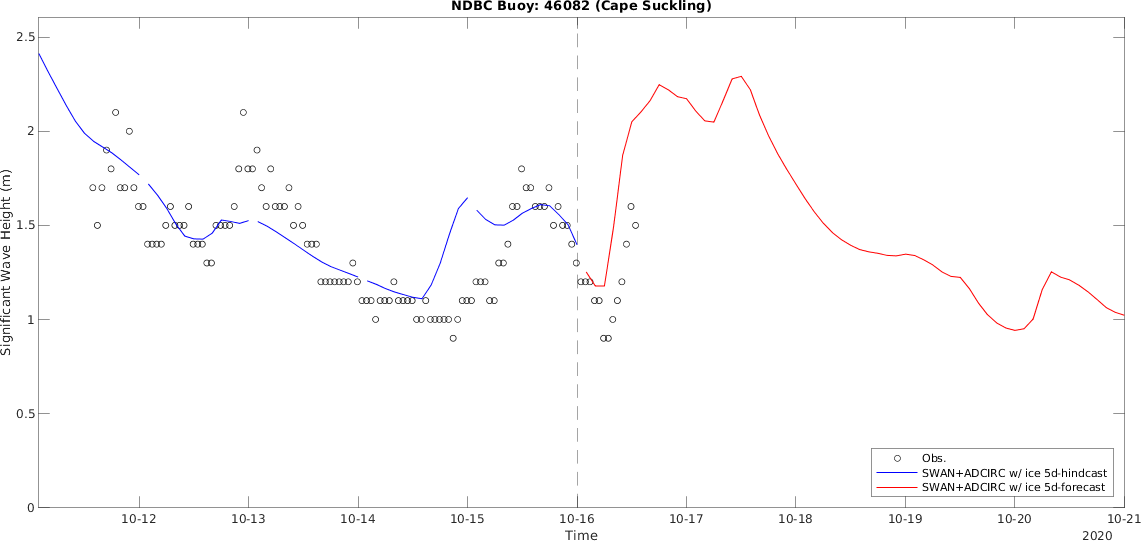 NDBC Buoy: 46082 (Cape Suckling)
2.5
2
1.5
1
0.5
0
Significant Wave Height (m)
Obs.
SWAN+ADCIRC w/ ice 5d-hindcast
SWAN+ADCIRC w/ ice 5d-forecast
10-12 10-13 10-14 10-15 10-16 10-17 10-18 10-19 10-20 10-21
Time
2020